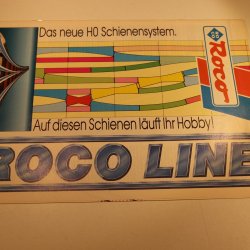 Das neue H0 Schienensystem.
Roco
Auf diesen Schienen läuft Ihr Hobby!
ROCO LINE